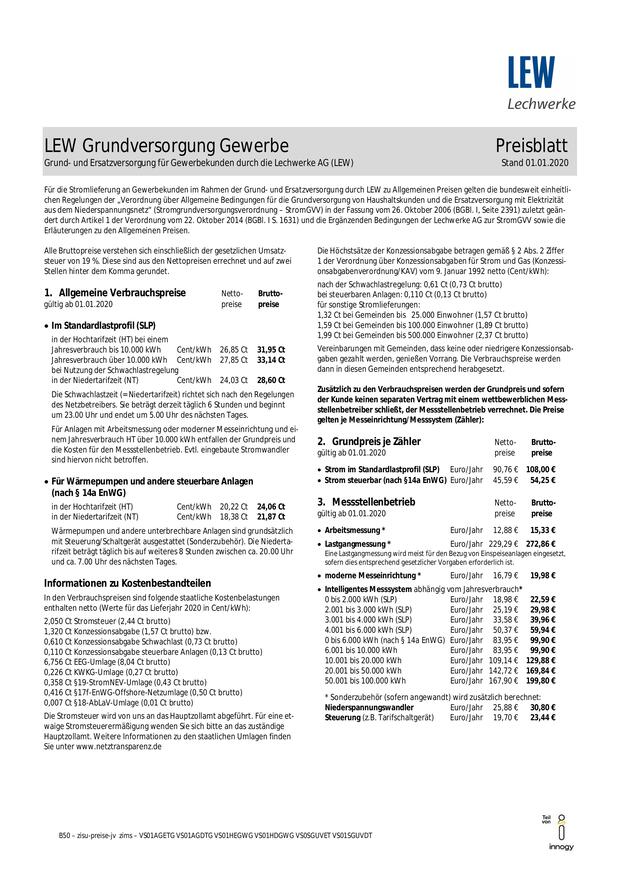 LEW
Lechwerke
LEW Grundversorgung Gewerbe
Preisblatt
Grund- und Ersatzversorgung für Gewerbekunden durch die Lechwerke AG (LEW)
Stand 01.01.2020
Für die Stromlieferung an Gewerbekunden im Rahmen der Grund- und Ersatzversorgung durch LEW zu Allgemeinen Preisen gelten die bundesweit einheitli-
chen Regelungen der „Verordnung über Allgemeine Bedingungen für die Grundversorgung von Haushaltskunden und die Ersatzversorgung mit Elektrizität
aus dem Niederspannungsnetz" (Stromgrundversorgungsverordnung – StromGVV) in der Fassung vom 26. Oktober 2006 (BGBl. I, Seite 2391) zuletzt geän-
dert durch Artikel 1 der Verordnung vom 22. Oktober 2014 (BGBl I S. 1631) und die Ergänzenden Bedingungen der Lechwerke AG zur StromGVV sowie die
Erläuterungen zu den Allgemeinen Preisen.
Alle Bruttopreise verstehen sich einschließlich der gesetzlichen Umsatz-
steuer von 19 %. Diese sind aus den Nettopreisen errechnet und auf zwei
Stellen hinter dem Komma gerundet.
1. Allgemeine Verbrauchspreise Netto- Brutto-
gültig ab 01.01.2020 preise preise
• Im Standardlastprofil (SLP)
in der Hochtarifzeit (HT) bei einem
Jahresverbrauch bis 10.000 kWh Cent/kWh 26,85 Ct 31,95 Ct
Jahresverbrauch über 10.000 kWh Cent/kWh 27,85 Ct 33,14 Ct
bei Nutzung der Schwachlastregelung
in der Niedertarifzeit (NT) Cent/kWh 24,03 Ct 28,60 Ct
Die Schwachlastzeit (=Niedertarifzeit) richtet sich nach den Regelungen
des Netzbetreibers. Sie beträgt derzeit täglich 6 Stunden und beginnt
um 23.00 Uhr und endet um 5.00 Uhr des nächsten Tages.
Für Anlagen mit Arbeitsmessung oder moderner Messeinrichtung und ei-
nem Jahresverbrauch HT über 10.000 kWh entfallen der Grundpreis und
die Kosten für den Messstellenbetrieb. Evtl. eingebaute Stromwandler
sind hiervon nicht betroffen.
• Für Wärmepumpen und andere steuerbare Anlagen
(nach § 14a EnWG)
in der Hochtarifzeit (HT) Cent/kWh 20,22 Ct 24,06 Ct
in der Niedertarifzeit (NT) Cent/kWh 18,38 Ct 21,87 Ct
Wärmepumpen und andere unterbrechbare Anlagen sind grundsätzlich
mit Steuerung/Schaltgerät ausgestattet (Sonderzubehör). Die Niederta-
rifzeit beträgt täglich bis auf weiteres 8 Stunden zwischen ca. 20.00 Uhr
und ca. 7.00 Uhr des nächsten Tages.
Informationen zu Kostenbestandteilen
In den Verbrauchspreisen sind folgende staatliche Kostenbelastungen
enthalten netto (Werte für das Lieferjahr 2020 in Cent/kWh):
2,050 Ct Stromsteuer (2,44 Ct brutto)
1,320 Ct Konzessionsabgabe (1,57 Ct brutto) bzw.
0,610 Ct Konzessionsabgabe Schwachlast (0,73 Ct brutto)
0,110 Ct Konzessionsabgabe steuerbare Anlagen (0,13 Ct brutto)
6,756 Ct EEG-Umlage (8,04 Ct brutto)
0,226 Ct KWKG-Umlage (0,27 Ct brutto)
0,358 Ct §19-StromNEV-Umlage (0,43 Ct brutto)
0,416 Ct §17f-EnWG-Offshore-Netzumlage (0,50 Ct brutto)
0,007 Ct §18-AbLaV-Umlage (0,01 Ct brutto)
Die Stromsteuer wird von uns an das Hauptzollamt abgeführt. Für eine et-
waige Stromsteuerermäßigung wenden Sie sich bitte an das zuständige
Hauptzollamt. Weitere Informationen zu den staatlichen Umlagen finden
Sie unter www.netztransparenz.de
Die Höchstsätze der Konzessionsabgabe betragen gemäß § 2 Abs. 2 Ziffer
1 der Verordnung über Konzessionsabgaben für Strom und Gas (Konzessi-
onsabgabenverordnung/KAV) vom 9. Januar 1992 netto (Cent/kWh):
nach der Schwachlastregelung: 0,61 Ct (0,73 Ct brutto)
bei steuerbaren Anlagen: 0,110 Ct (0,13 Ct brutto)
für sonstige Stromlieferungen:
1,32 Ct bei Gemeinden bis 25.000 Einwohner (1,57 Ct brutto)
1,59 Ct bei Gemeinden bis 100.000 Einwohner (1,89 Ct brutto)
1,99 Ct bei Gemeinden bis 500.000 Einwohner (2,37 Ct brutto)
Vereinbarungen mit Gemeinden, dass keine oder niedrigere Konzessionsab-
gaben gezahlt werden, genießen Vorrang. Die Verbrauchspreise werden
dann in diesen Gemeinden entsprechend herabgesetzt.
Zusätzlich zu den Verbrauchspreisen werden der Grundpreis und sofern
der Kunde keinen separaten Vertrag mit einem wettbewerblichen Mess-
stellenbetreiber schließt, der Messstellenbetrieb verrechnet. Die Preise
gelten je Messeinrichtung/Messsystem (Zähler):
2. Grundpreis je Zähler Netto- Brutto-
gültig ab 01.01.2020 preise preise
• Strom im Standardlastprofil (SLP) Euro/Jahr 90,76 € 108,00 €
• Strom steuerbar (nach §14a EnWG) Euro/Jahr 45,59 € 54,25 €
3. Messstellenbetrieb Netto- Brutto-
gültig ab 01.01.2020 preise preise
• Arbeitsmessung * Euro/Jahr 12,88 € 15,33 €
• Lastgangmessung * Euro/Jahr 229,29 € 272,86 €
Eine Lastgangmessung wird meist für den Bezug von Einspeiseanlagen eingesetzt,
sofern dies entsprechend gesetzlicher Vorgaben erforderlich ist.
• moderne Messeinrichtung * Euro/Jahr 16,79 € 19,98 €
• Intelligentes Messsystem abhängig vom Jahresverbrauch*
0 bis 2.000 kWh (SLP) Euro/Jahr 18,98 € 22,59 €
2.001 bis 3.000 kWh (SLP) Euro/Jahr 25,19 € 29,98 €
3.001 bis 4.000 kWh (SLP) Euro/Jahr 33,58 € 39,96 €
4.001 bis 6.000 kWh (SLP) Euro/Jahr 50,37 € 59,94 €
0 bis 6.000 kWh (nach § 14a EnWG) Euro/Jahr 83,95 € 99,90 €
6.001 bis 10.000 kWh Euro/Jahr 83,95 € 99,90 €
10.001 bis 20.000 kWh Euro/Jahr 109,14 € 129,88 €
20.001 bis 50.000 kWh Euro/Jahr 142,72 € 169,84 €
50.001 bis 100.000 kWh Euro/Jahr 167,90 € 199,80 €
* Sonderzubehör (sofern angewandt) wird zusätzlich berechnet:
Niederspannungswandler Euro/Jahr 25,88 € 30,80 €
Steuerung (z.B. Tarifschaltgerät) Euro/Jahr 19,70 € 23,44 €
B50 – zisu-preise-jv zims – VS01AGETG VS01AGDTG VS01HEGWG VS01HDGWG VS0SGUVET VS01SGUVDT
Teil
von
innogy